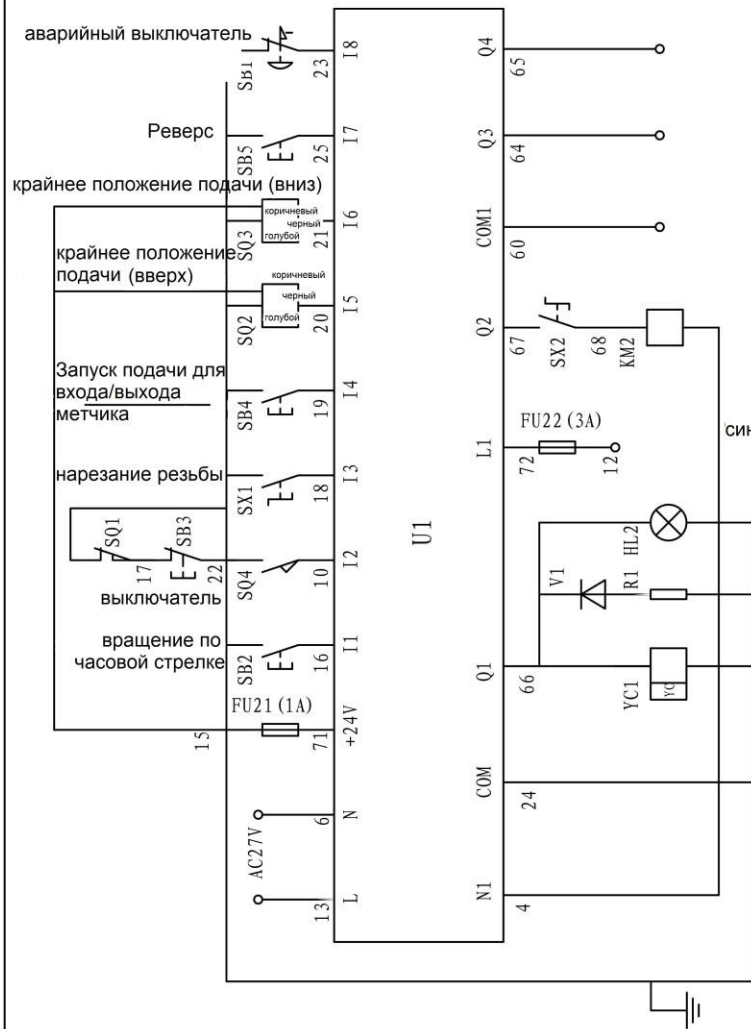 аварийный выключатель
SB1
23
I8
Q4
65
Реверс
SB5
25
I7
Q3
64
крайнее положение подачи (вниз)
коричневый
черный
голубой
SQ3
21
I6
COM1
60
крайнее положение
подачи (вверх)
коричневый
черный
голубой
SQ2
20
I5
Q2
67
SX2
68
KM2
Запуск подачи для
входа/выхода
метчика
SB4
19
I4
L1
72
FU22 (3A)
12
син
нарезание резьбы
SX1
18
I3
U1
SQ1
17
SB3
22
SQ4
10
I2
выключатель
HL2
V1
R1
вращение по
часовой стрелке
SB2
16
I1
Q1
66
YC1
YC
15
FU21 (1A)
71
+24V
COM
24
AC27V
6
N
13
L
N1
4